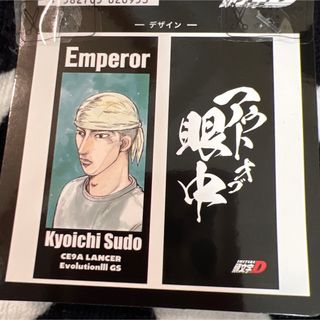 デザイン
Emperor
Kyoichi Sudo
CE9A LANCER
EvolutionIII GS
アウトオブ
眼中
INITIAL
頭文字D